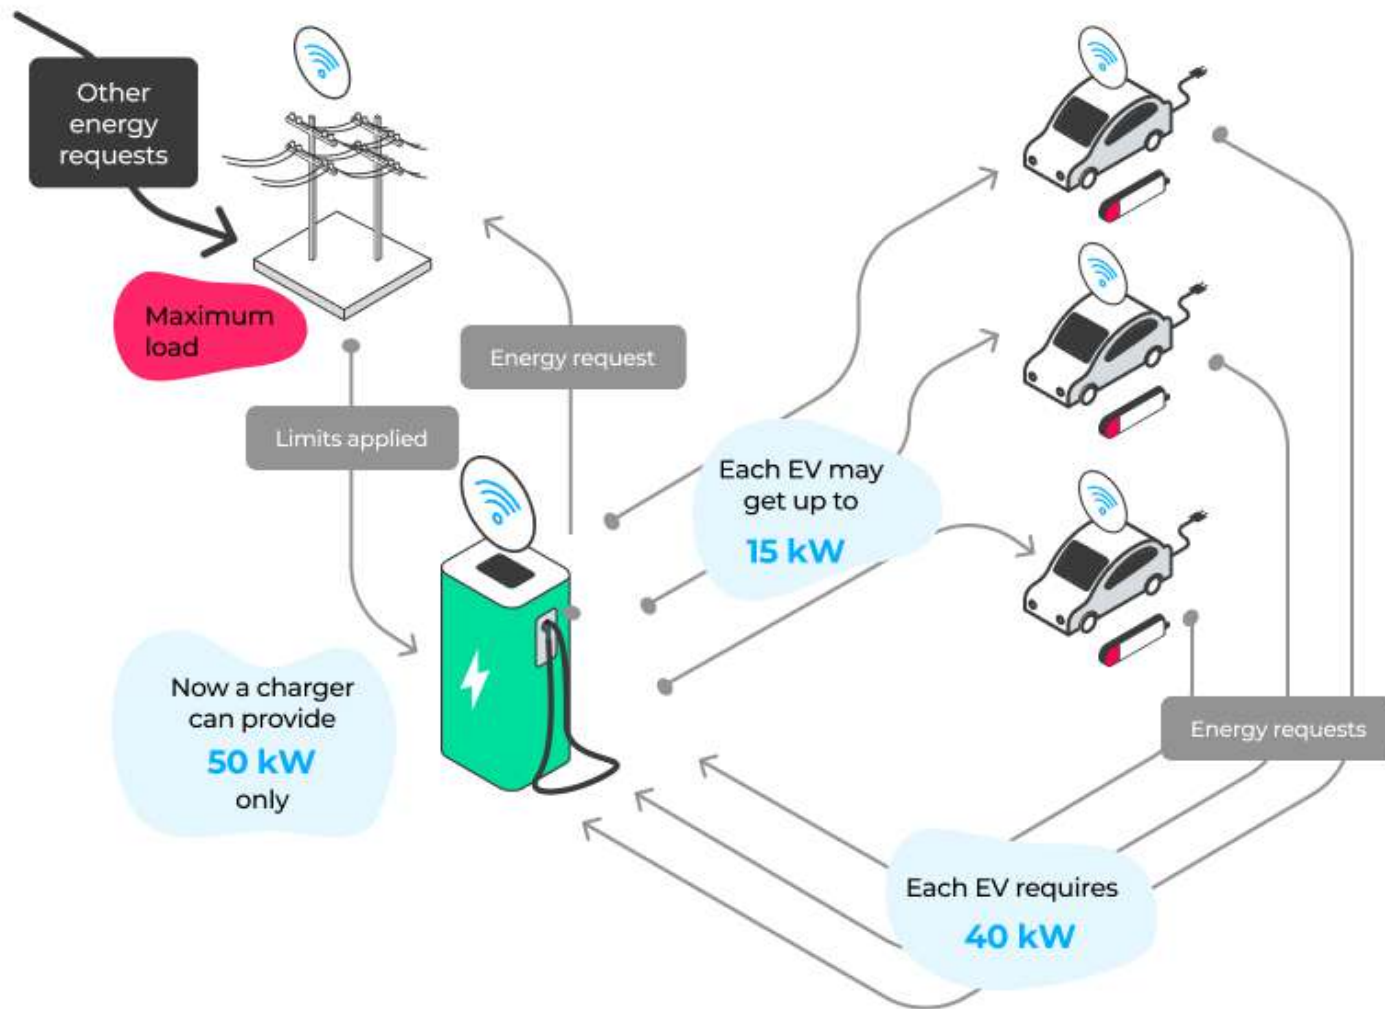 Other
energy
requests
Maximum
load
Energy request
Limits applied
Each EV may
get up to
15 kW
Now a charger
can provide
50 kW
only
Energy requests
Each EV requires
40 kW